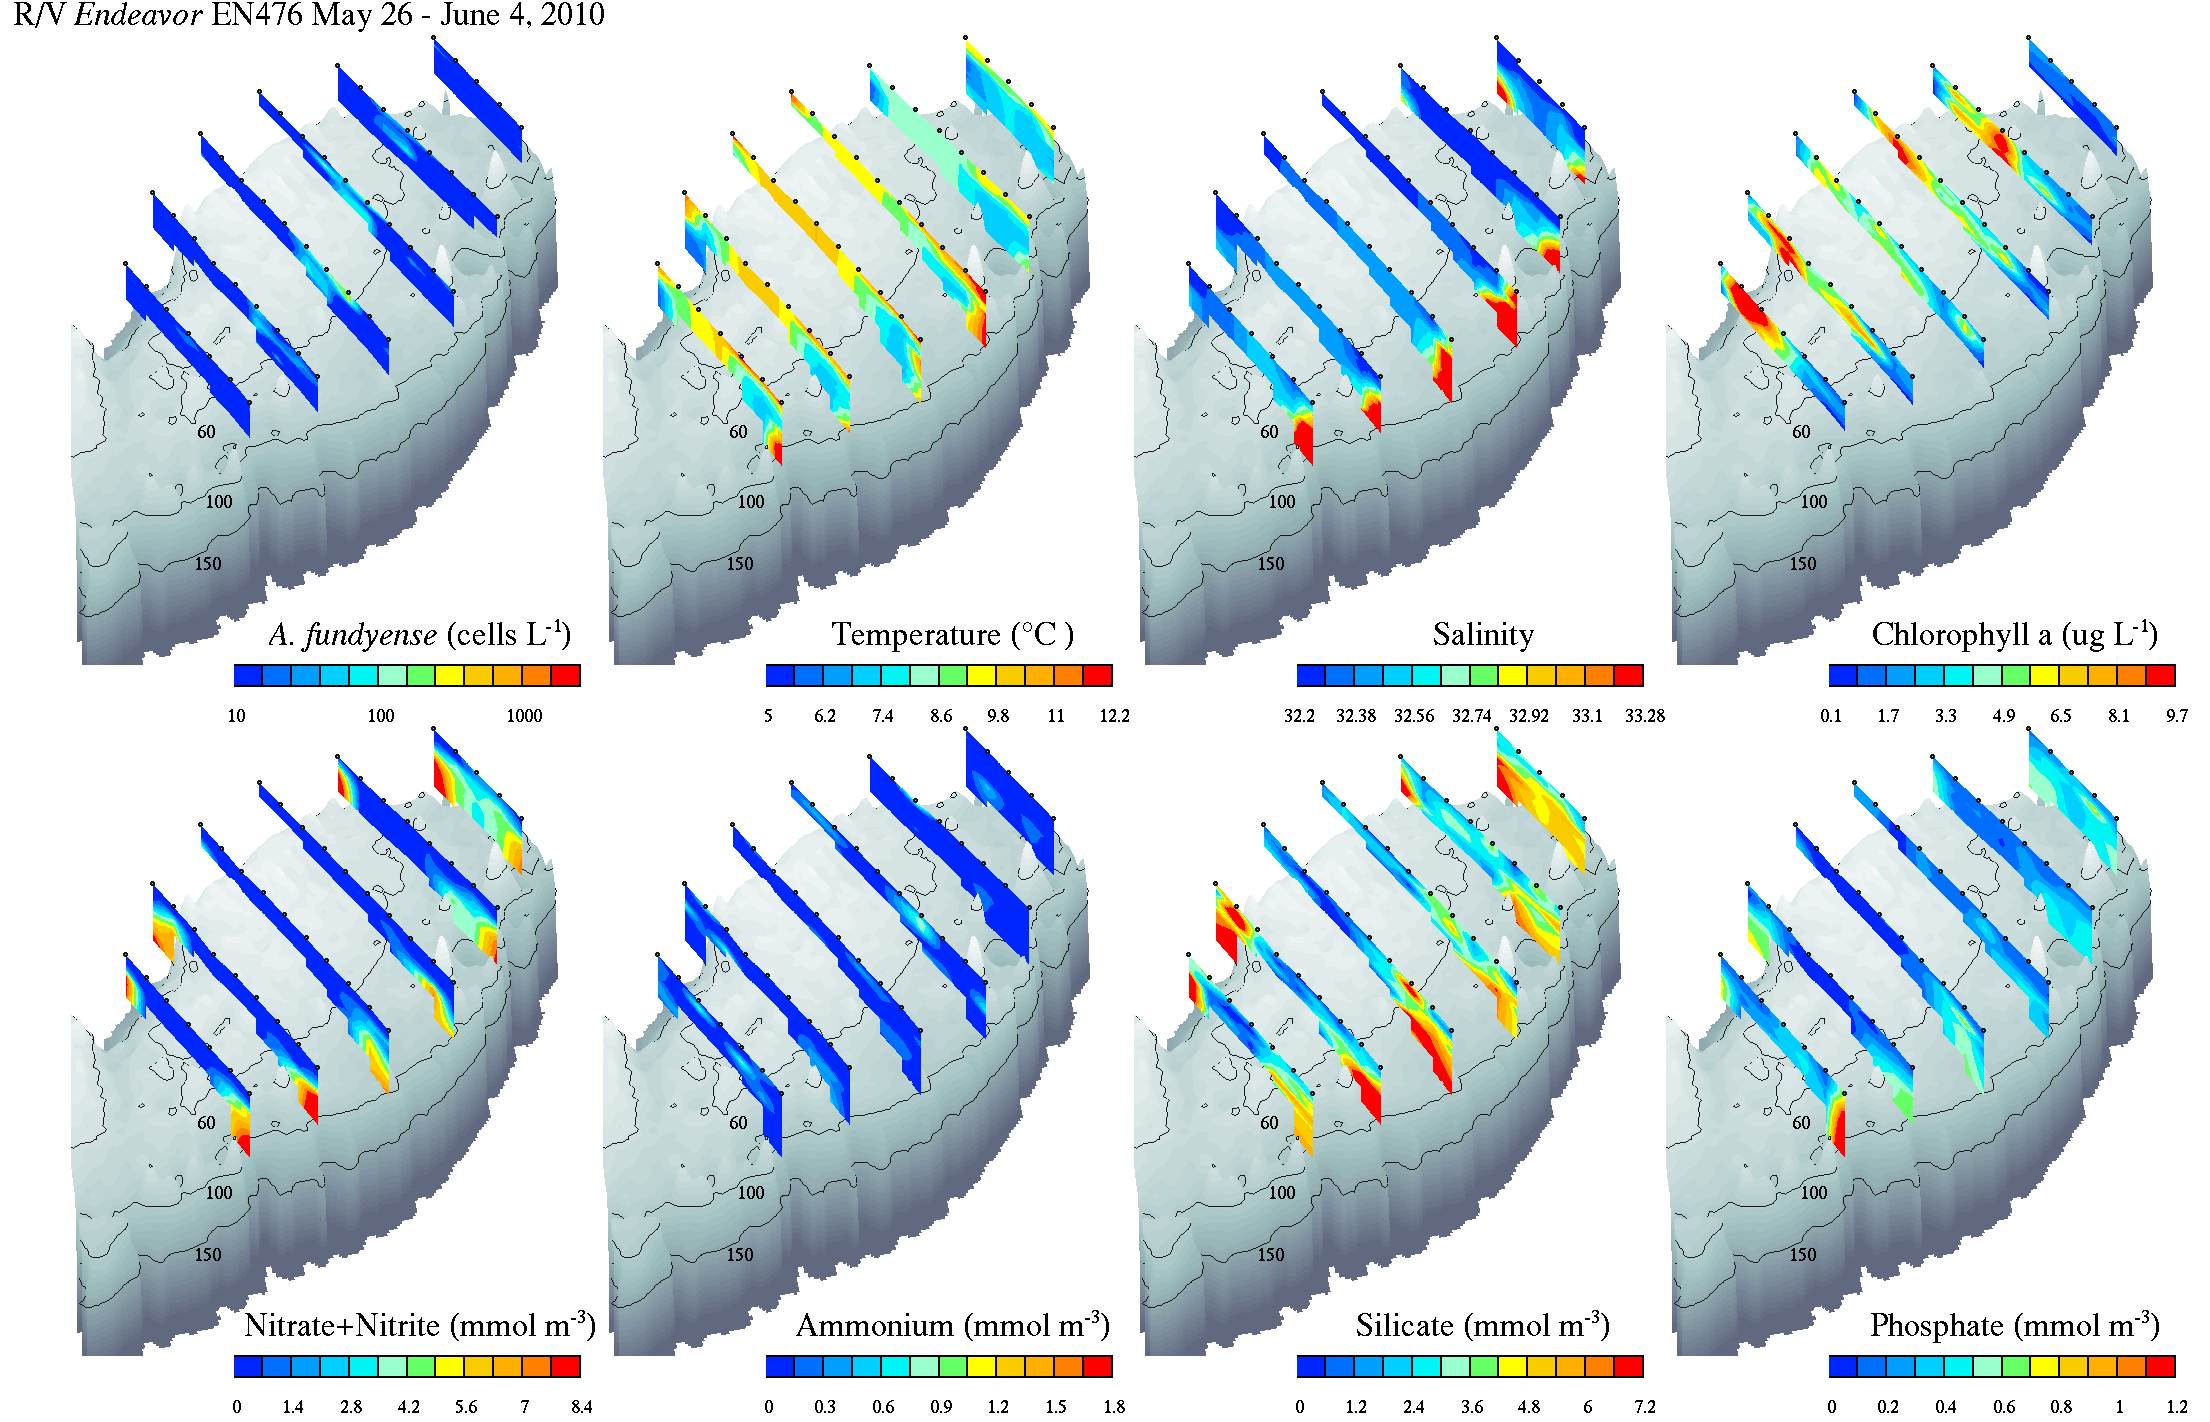 R/V Endeavor EN476 May 26 - June 4, 2010
60
100
150
A. fundyense (cells L-1)
10 100 1000
60
100
150
Temperature (°C )
5 6.2 7.4 8.6 9.8 11 12.2
60
100
150
Salinity
32.2 32.38 32.56 32.74 32.92 33.1 33.28
60
100
150
Chlorophyll a (ug L-1)
0.1 1.7 3.3 4.9 6.5 8.1 9.7
60
100
150
Nitrate+Nitrite (mmol m-3)
0 1.4 2.8 4.2 5.6 7 8.4
60
100
150
Ammonium (mmol m-3)
0 0.3 0.6 0.9 1.2 1.5 1.8
60
100
150
Silicate (mmol m-3)
0 1.2 2.4 3.6 4.8 6 7.2
60
100
150
Phosphate (mmol m-3)
0 0.2 0.4 0.6 0.8 1 1.2